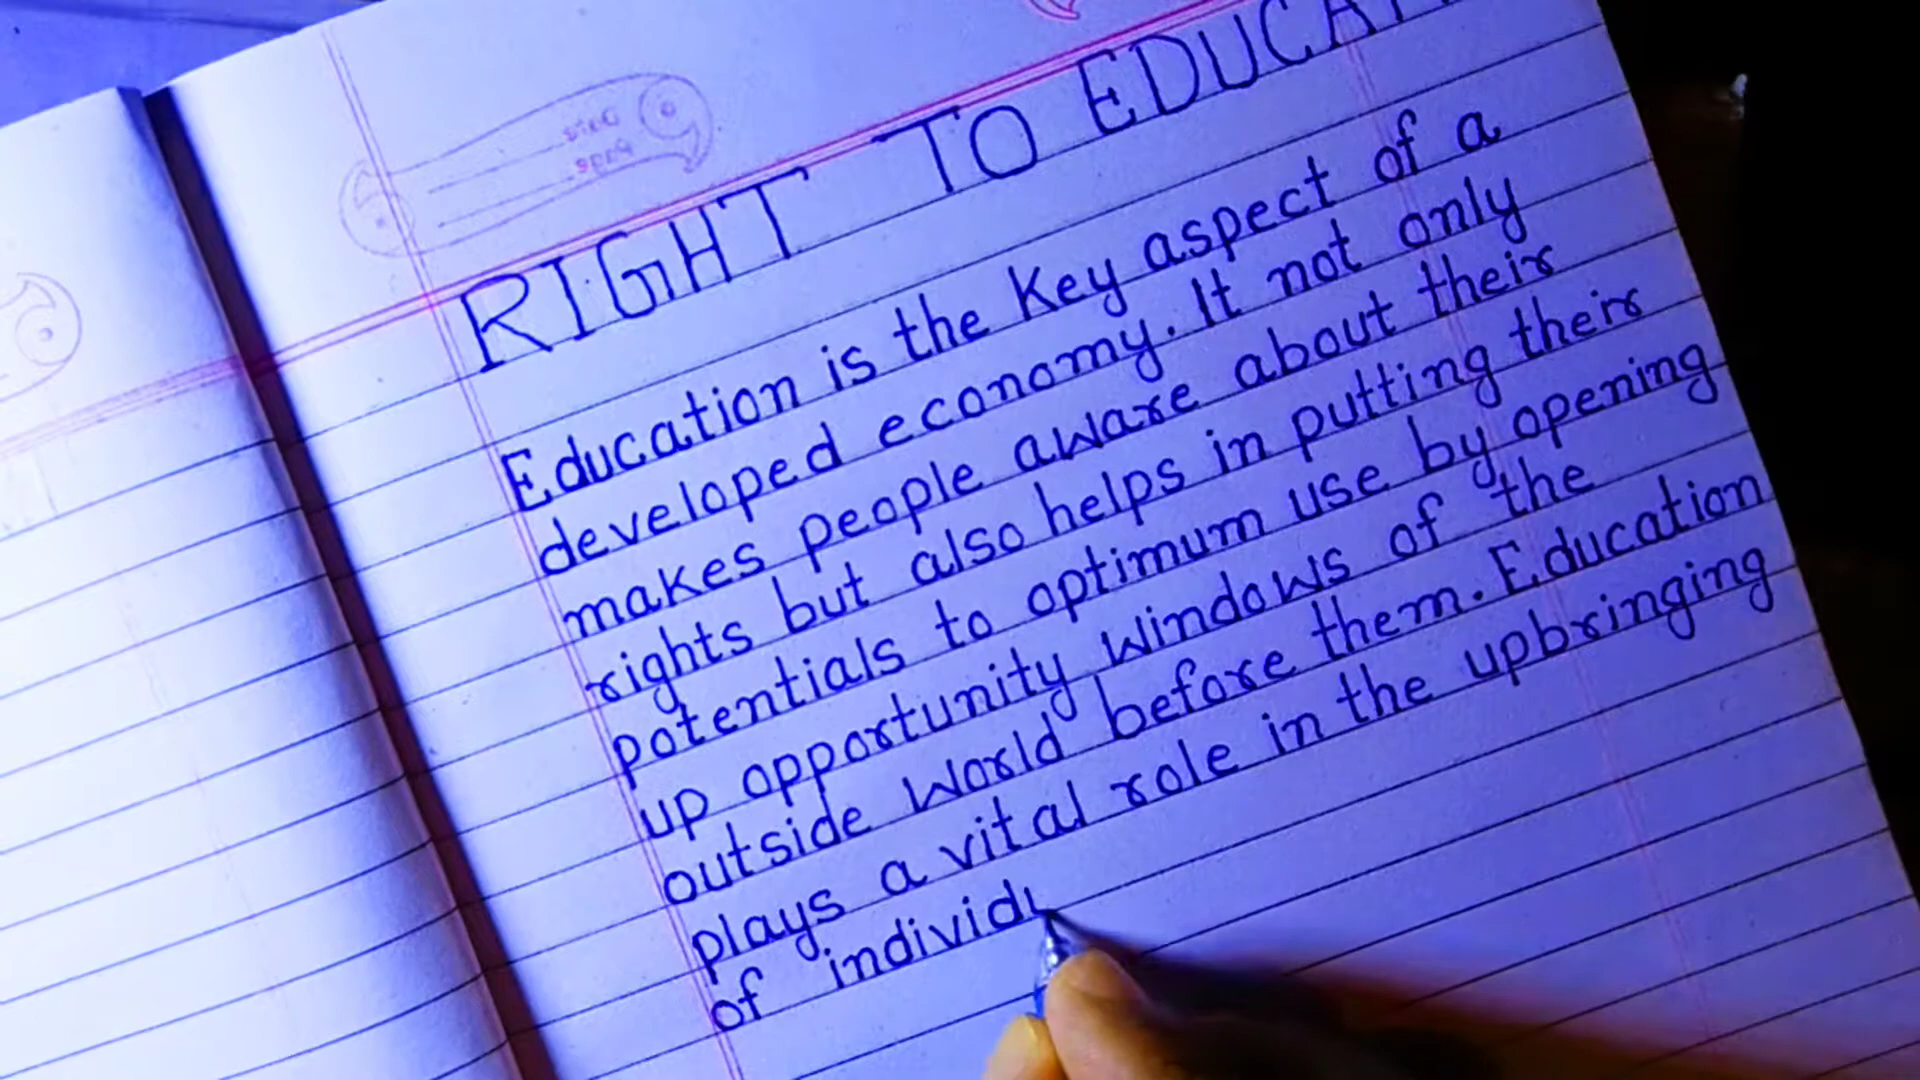 RIGHT TO EDUCAT
Education is the Key aspect of a
developed economy. It not only
makes people aware about their
rights but also helps in putting their
potentials to optimum use by opening
up opportunity windows of the
outside world before them. Education
plays a vital role in the upbringing
of individu